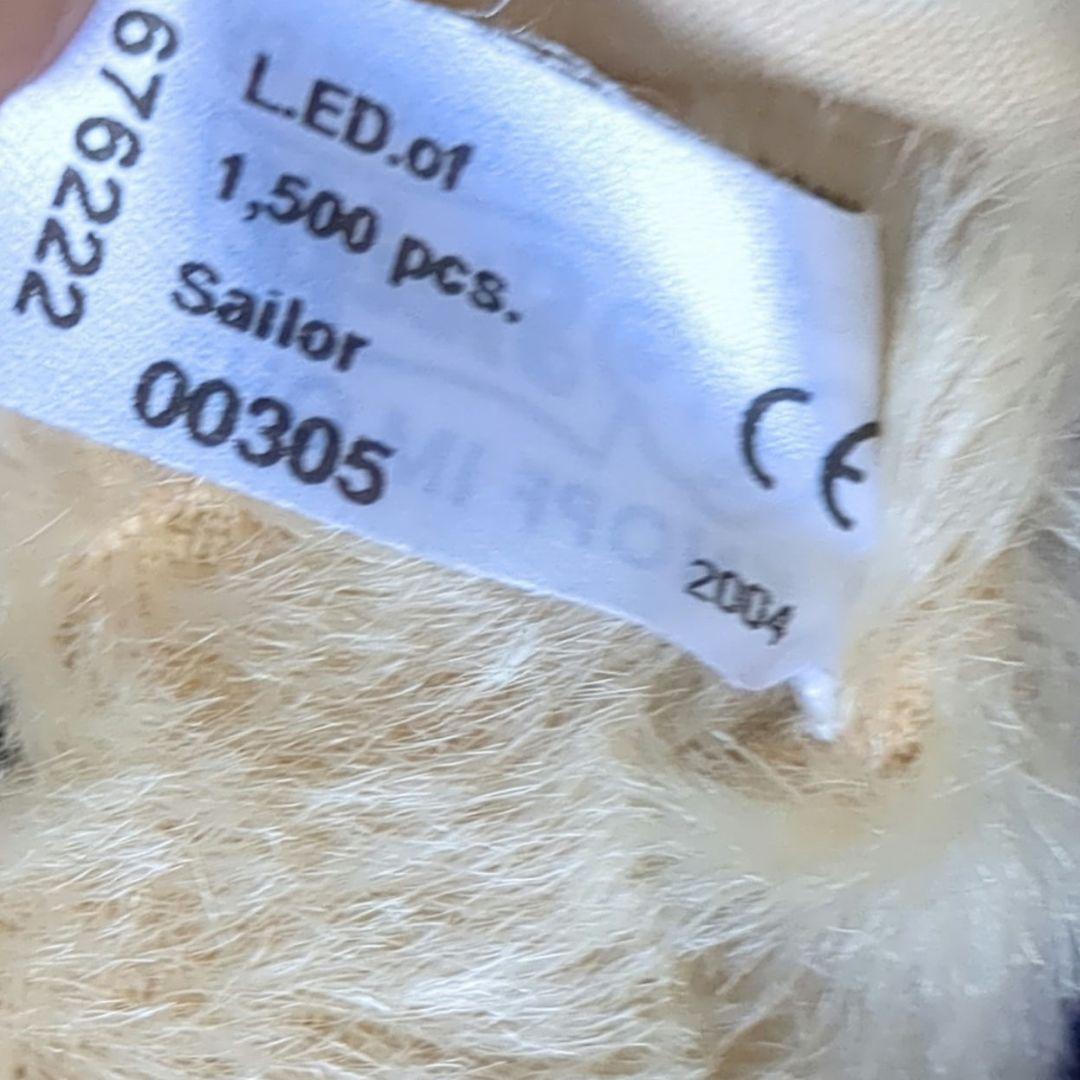 L.ED.01
1,500 pcs.
Sailor
00305
676222
CE
2004